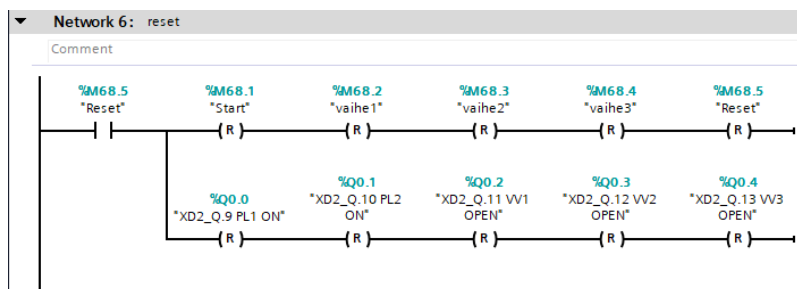 Network 6: reset
Comment
%M68.5 %M68.1 %M68.2 %M68.3 %M68.4 %M68.5
"Reset" "Start" "vaihe1" "vaihe2" "vaihe3" "Reset"
( R ) ( R ) ( R ) ( R ) ( R )
%Q0.0 %Q0.1 %Q0.2 %Q0.3 %Q0.4
"XD2_Q.9 PL1 ON" "XD2_Q.10 PL2 ON" "XD2_Q.11 VV1 OPEN" "XD2_Q.12 VV2 OPEN" "XD2_Q.13 VV3 OPEN"
( R ) ( R ) ( R ) ( R ) ( R )